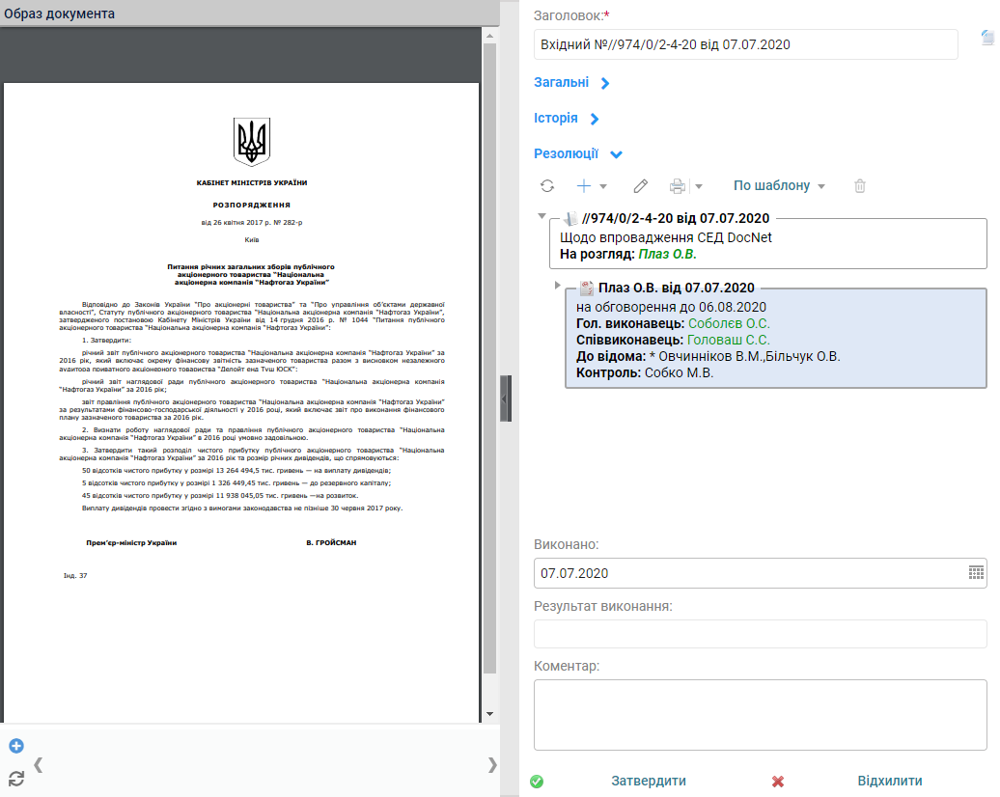 Образ документа
КАБІНЕТ МІНІСТРІВ УКРАЇНИ
РОЗПОРЯДЖЕННЯ
від 26 квітня 2017 р. № 282-р
Київ
Питання річних загальних зборів публічного
акціонерного товариства "Національна
акціонерна компанія "Нафтогаз України"
Відповідно до Законів України "Про акціонерні товариства" та "Про управління об'єктами державної
власності", Статуту публічного акціонерного товариства "Національна акціонерна компанія "Нафтогаз України",
затвердженого постановою Кабінету Міністрів України від 14 грудня 2016 р. № 1044 "Питання публічного
акціонерного товариства "Національна акціонерна компанія "Нафтогаз України":
1. Затвердити:
річний звіт публічного акціонерного товариства "Національна акціонерна компанія "Нафтогаз України" за
2016 рік, який включає окрему фінансову звітність зазначеного товариства разом з висновком незалежного
аудитора приватного акціонерного товариства "Делойт енд Туш ЮСК":
річний звіт наглядової ради публічного акціонерного товариства "Національна акціонерна компанія
"Нафтогаз України" за 2016 рік;
звіт правління публічного акціонерного товариства "Національна акціонерна компанія "Нафтогаз України"
за результатами фінансово-господарської діяльності у 2016 році, який включає звіт про виконання фінансового
плану зазначеного товариства за 2016 рік.
2. Визнати роботу наглядової ради та правління публічного акціонерного товариства "Національна
акціонерна компанія "Нафтогаз України" в 2016 році умовно задовільною.
3. Затвердити такий розподіл чистого прибутку публічного акціонерного товариства "Національна
акціонерна компанія "Нафтогаз України" за 2016 рік та розмір річних дивідендів, що спрямовуються:
50 відсотків чистого прибутку у розмірі 13 264 494,5 тис. гривень — на виплату дивідендів;
5 відсотків чистого прибутку у розмірі 1 326 449,45 тис. гривень — до резервного капіталу;
45 відсотків чистого прибутку у розмірі 11 938 045,05 тис. гривень —на розвиток.
Виплату дивідендів провести згідно з вимогами законодавства не пізніше 30 червня 2017 року.
Прем'єр-міністр України В. ГРОЙСМАН
Інд. 37
Заголовок:*
Вхідний №//974/0/2-4-20 від 07.07.2020
Загальні
Історія
Резолюції
По шаблону
//974/0/2-4-20 від 07.07.2020
Щодо впровадження СЕД DocNet
На розгляд: Плаз О.В.
Плаз О.В. від 07.07.2020
на обговорення до 06.08.2020
Гол. виконавець: Соболєв О.С.
Співвиконавець: Головаш С.С.
До відома: * Овчинніков В.М.,Більчук О.В.
Контроль: Собко М.В.
Виконано:
07.07.2020
Результат виконання:
Коментар:
Затвердити Відхилити